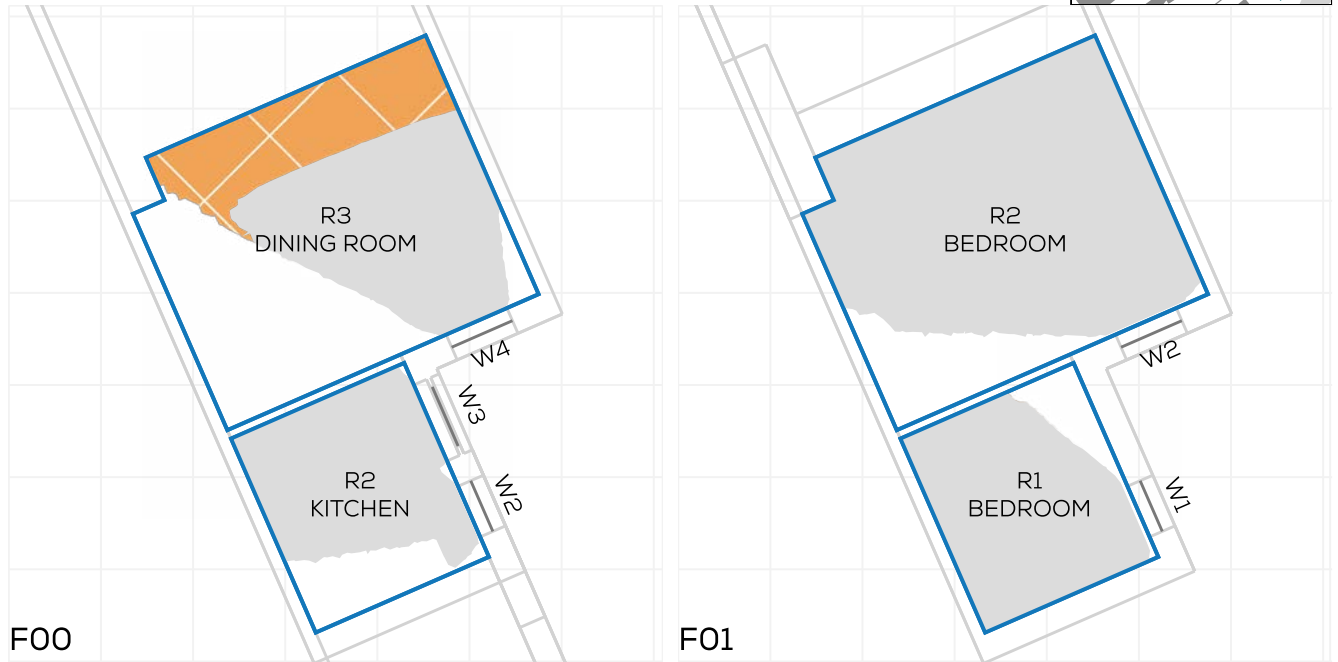 R3
DINING ROOM
W4
W3
R2
KITCHEN
W2
F00
R2
BEDROOM
W2
R1
BEDROOM
W1
F01